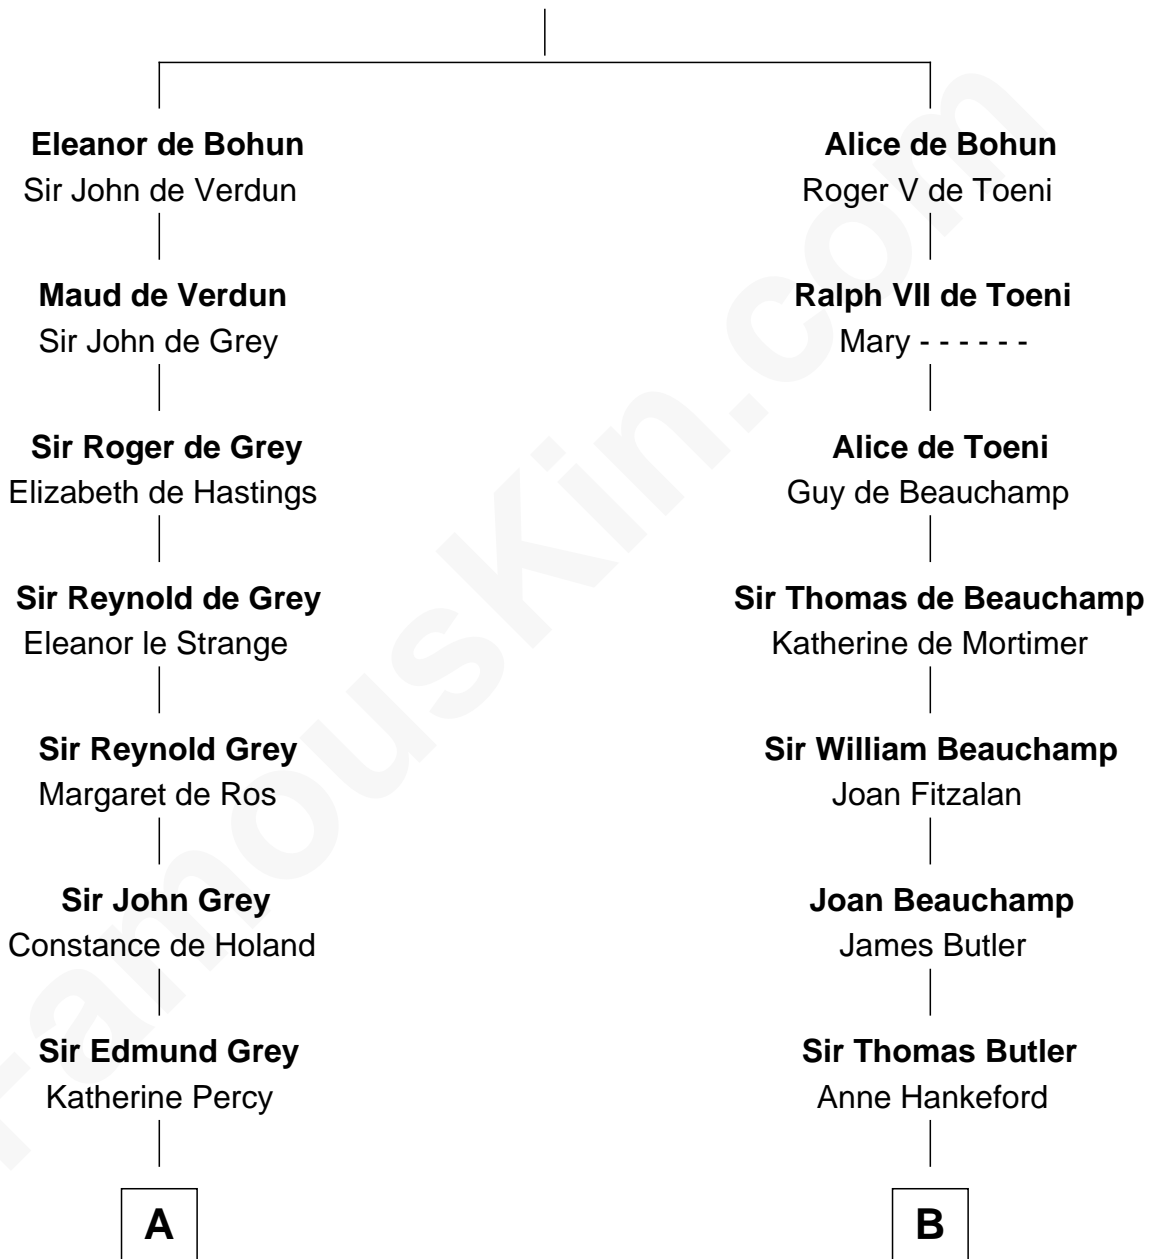 Eleanor de Bohun
Sir John de Verdun
Maud de Verdun
Sir John de Grey
Sir Roger de Grey
Elizabeth de Hastings
Sir Reynold de Grey
Eleanor le Strange
Sir Reynold Grey
Margaret de Ros
Sir John Grey
Constance de Holand
Sir Edmund Grey
Katherine Percy
A
Alice de Bohun
Roger V de Toeni
Ralph VII de Toeni
Mary - - - - - -
Alice de Toeni
Guy de Beauchamp
Sir Thomas de Beauchamp
Katherine de Mortimer
Sir William Beauchamp
Joan Fitzalan
Joan Beauchamp
James Butler
Sir Thomas Butler
Anne Hankeford
B
FamousKin.com